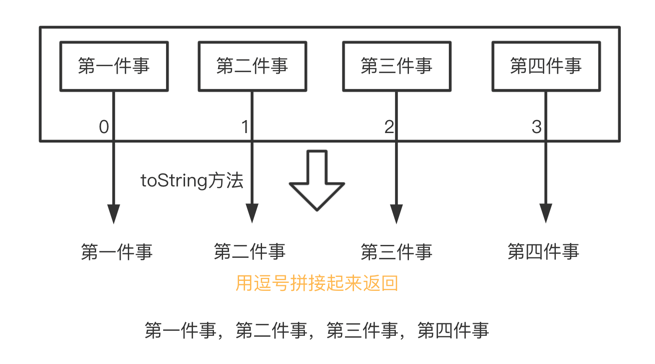 第一件事 第二件事 第三件事 第四件事
0 1 2 3
toString方法
第一件事 第二件事 第三件事 第四件事
用逗号拼接起来返回
第一件事，第二件事，第三件事，第四件事